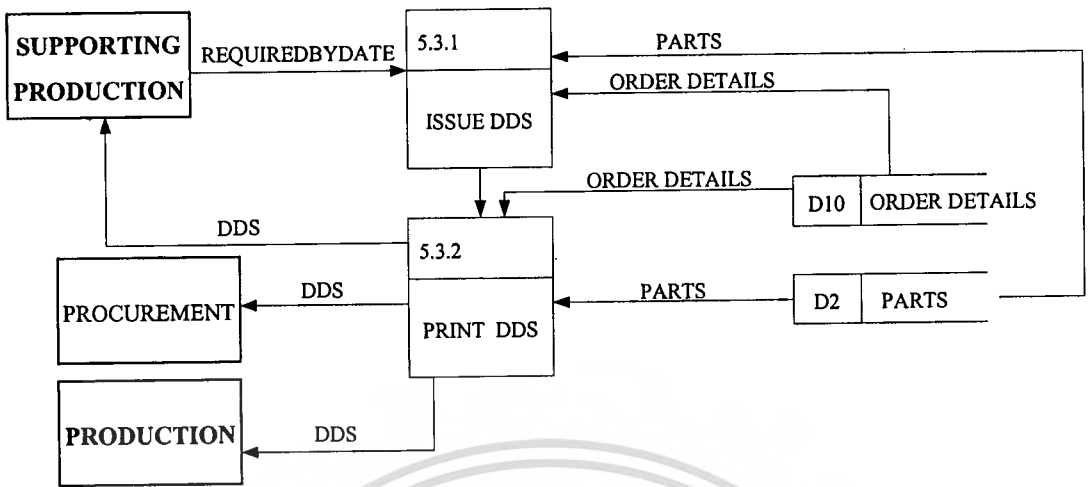 SUPPORTING
PRODUCTION
REQUIREDBYDATE
5.3.1
ISSUE DDS
PARTS
ORDER DETAILS
ORDER DETAILS
D10
ORDER DETAILS
DDS
5.3.2
PRINT DDS
PROCUREMENT
DDS
PARTS
D2
PARTS
PRODUCTION
DDS